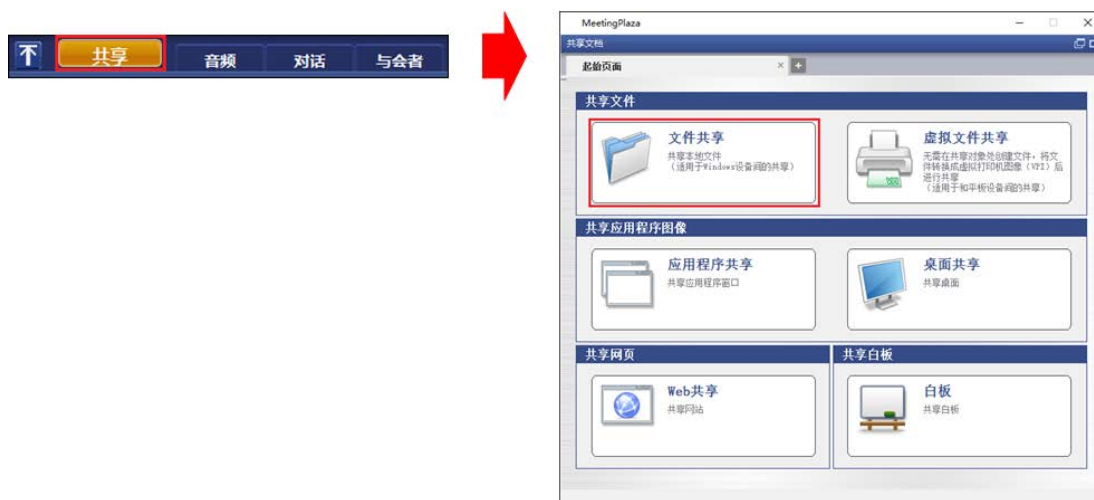 共享
音频
对话
与会者
MeetingPlaza
共享文档
起始页面
共享文件
文件共享
共享本地文件
(适用于Windows设备间的共享)
虚拟文件共享
无需在共享对象处创建文件，将文
件转换成虚拟打印机图像(VPI)后
进行共享
(适用于和平板设备间的共享)
共享应用程序图像
应用程序共享
共享应用程序窗口
桌面共享
共享桌面
共享网页
共享白板
Web共享
共享网站
白板
共享白板